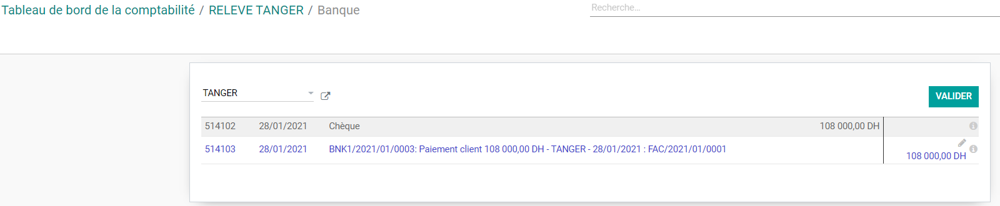 Tableau de bord de la comptabilité / RELEVE TANGER / Banque
Recherche...
TANGER
VALIDER
514102 28/01/2021 Chèque 108 000,00 DH
514103 28/01/2021 BNK1/2021/01/0003: Paiement client 108 000,00 DH - TANGER - 28/01/2021 : FAC/2021/01/0001
108 000,00 DH